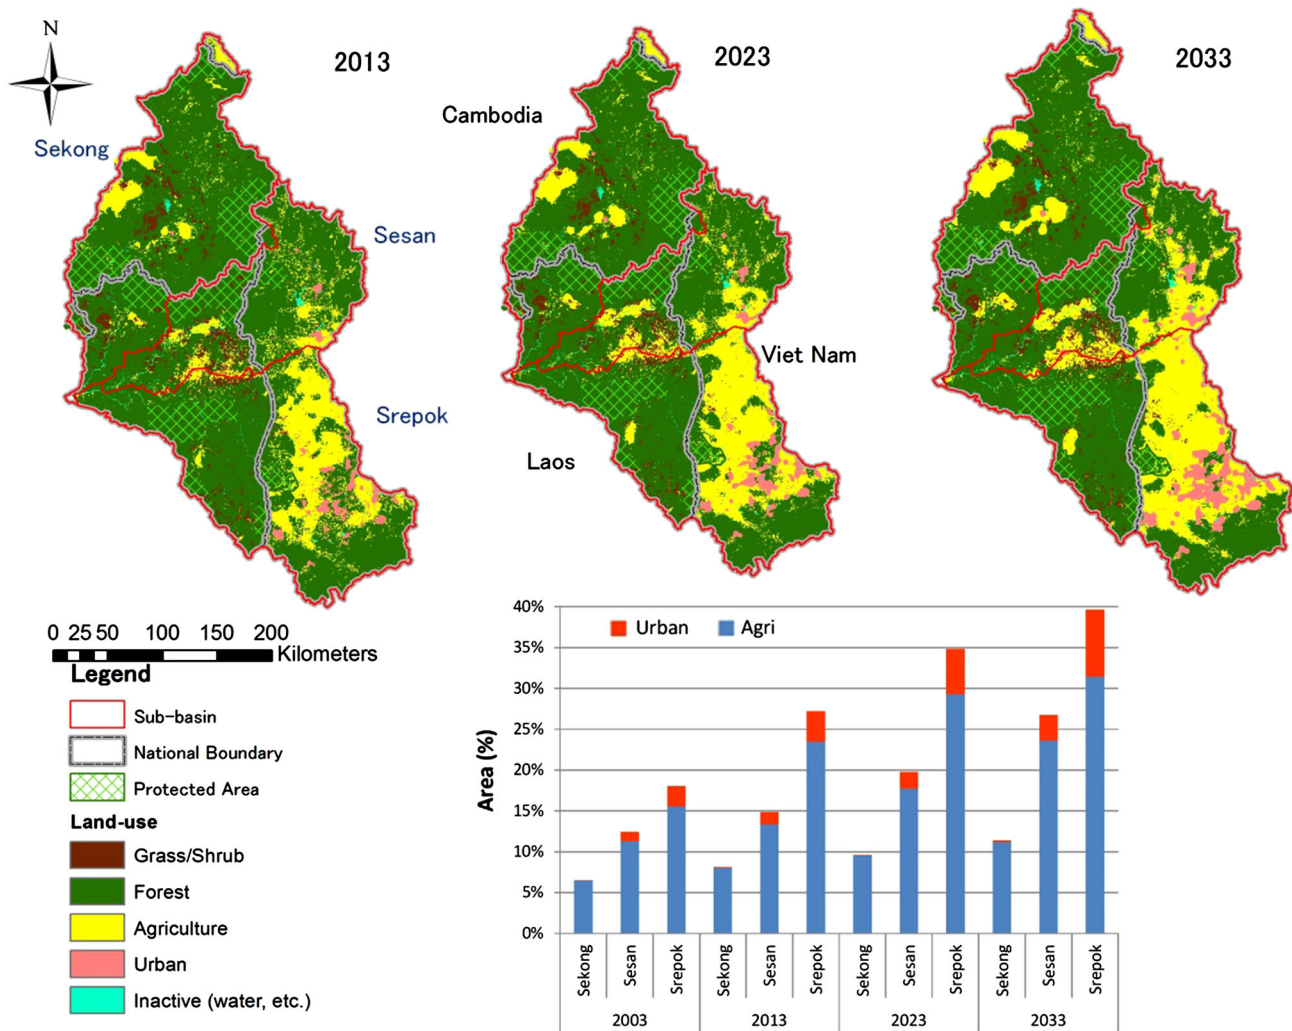 N
2013
2023
2033
Cambodia
Sekong
Sesan
Viet Nam
Srepok
Laos
0 25 50 100 150 200
Kilometers
Legend
Sub-basin
National Boundary
Protected Area
Land-use
Grass/Shrub
Forest
Agriculture
Urban
Inactive (water, etc.)
Urban Agri
Area (%)
40%
35%
30%
25%
20%
15%
10%
5%
0%
Sekong Sesan Srepok Sekong Sesan Srepok Sekong Sesan Srepok Sekong Sesan Srepok
2003 2013 2023 2033